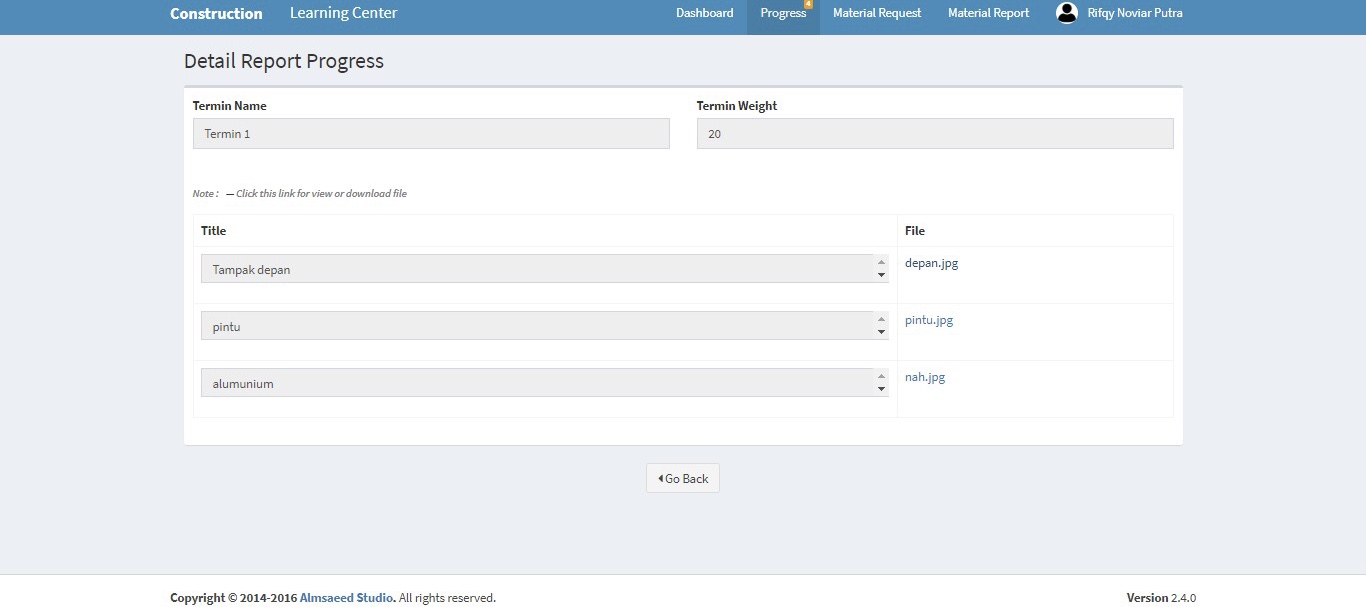 Construction Learning Center Dashboard Progress 4 Material Request Material Report Rifqy Noviar Putra
Detail Report Progress
Termin Name Termin Weight
Termin 1 20
Note : — Click this link for view or download file
Title File
Tampak depan depan.jpg
pintu pintu.jpg
alumunium nah.jpg
Go Back
Copyright © 2014-2016 Almsaeed Studio. All rights reserved. Version 2.4.0